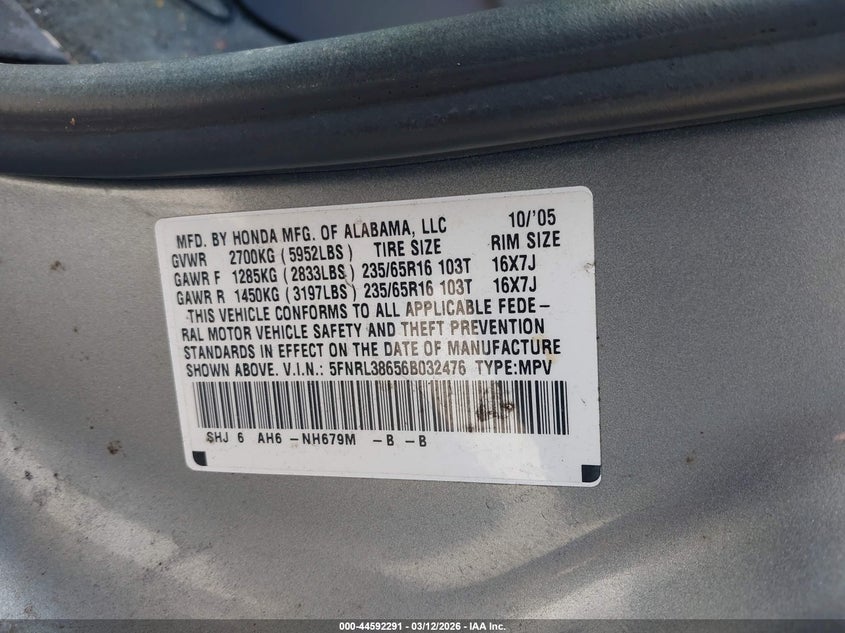 MFD. BY HONDA MFG. OF ALABAMA, LLC 10/'05
GVWR 2700KG (5952LBS) TIRE SIZE RIM SIZE
GAWR F 1285KG (2833LBS) 235/65R16 103T 16X7J
GAWR R 1450KG (3197LBS) 235/65R16 103T 16X7J
THIS VEHICLE CONFORMS TO ALL APPLICABLE FEDE-
RAL MOTOR VEHICLE SAFETY AND THEFT PREVENTION
STANDARDS IN EFFECT ON THE DATE OF MANUFACTURE
SHOWN ABOVE. V.I.N.: 5FNRL38656B032476 TYPE:MPV
SHJ 6 AH6 -NH679M -B -B
000-44592291 - 03/12/2026 - IAA Inc.